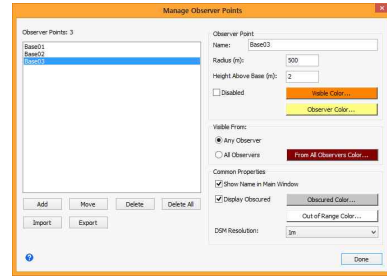 Manage Observer Points
Observer Points: 3
Base01
Base02
Base03
Add
Move
Delete
Delete All
Import
Export
Observer Point
Name: Base03
Radius (m): 500
Height Above Base (m): 2
Disabled
Visible Color...
Observer Color...
Visible From:
Any Observer
All Observers
From All Observers Color...
Common Properties
Show Name in Main Window
Display Obscured
Obscured Color...
Out of Range Color...
DSM Resolution: 1m
Done